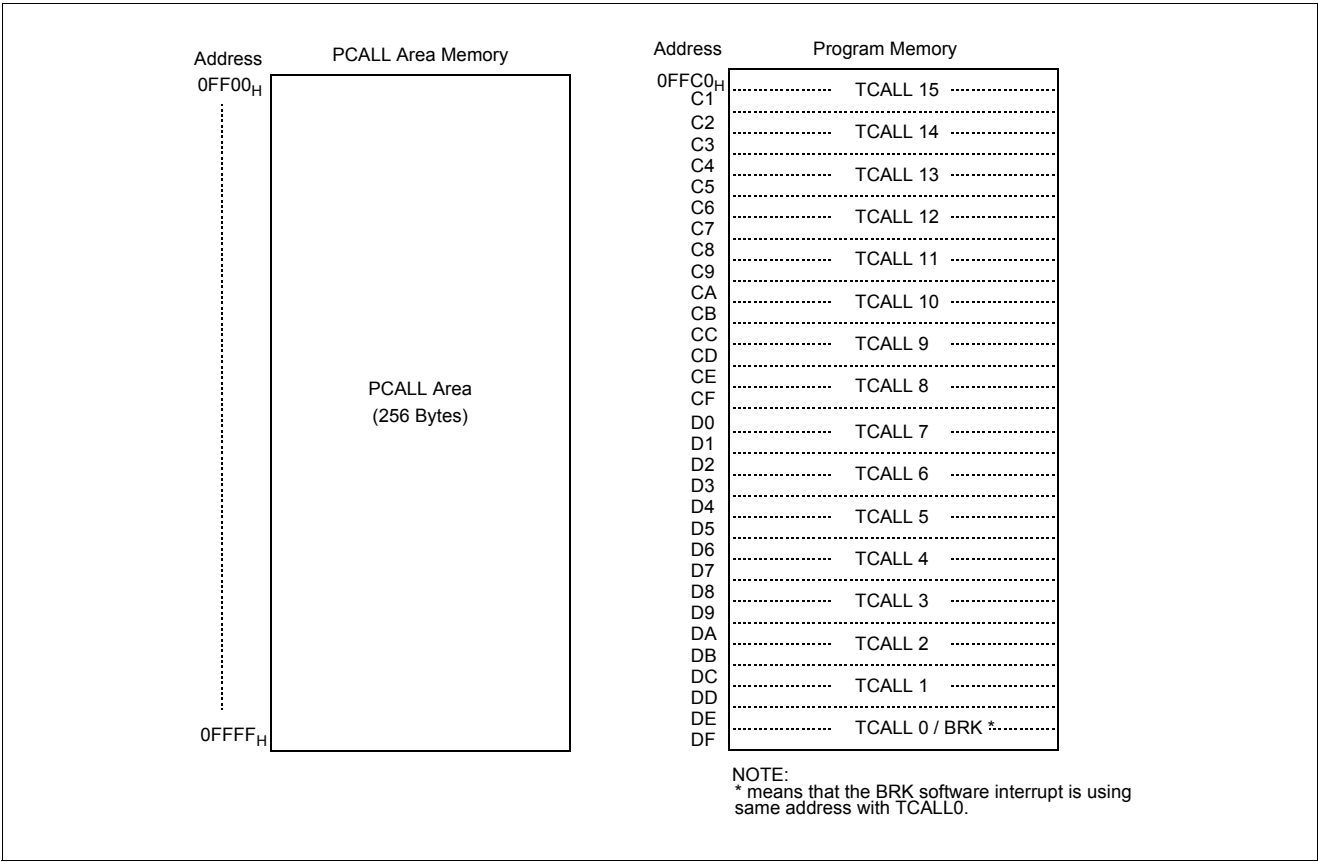 Address PCALL Area Memory
0FF00H
PCALL Area
(256 Bytes)
0FFFFH
Address Program Memory
0FFC0H
C1
TCALL 15
C2
C3
TCALL 14
C4
C5
TCALL 13
C6
C7
TCALL 12
C8
C9
TCALL 11
CA
CB
TCALL 10
CC
CD
TCALL 9
CE
CF
TCALL 8
D0
D1
TCALL 7
D2
D3
TCALL 6
D4
D5
TCALL 5
D6
D7
TCALL 4
D8
D9
TCALL 3
DA
DB
TCALL 2
DC
DD
TCALL 1
DE
DF
TCALL 0 / BRK *
NOTE:
* means that the BRK software interrupt is using
same address with TCALL0.